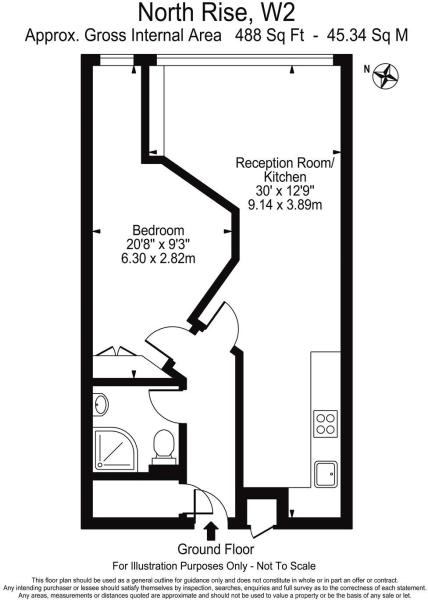 North Rise, W2
Approx. Gross Internal Area   488 Sq Ft  -  45.34 Sq M
N
Reception Room/
Kitchen
30' x 12'9"
9.14 x 3.89m
Bedroom
20'8" x 9'3"
6.30 x 2.82m
Ground Floor
For Illustration Purposes Only - Not To Scale
This floor plan should be used as a general outline for guidance only and does not constitute in whole or in part an offer or contract.
Any intending purchaser or lessee should satisfy themselves by inspection, searches, enquiries and full survey as to the correctness of each statement.
Any areas, measurements or distances quoted are approximate and should not be used to value a property or be the basis of any sale or let.